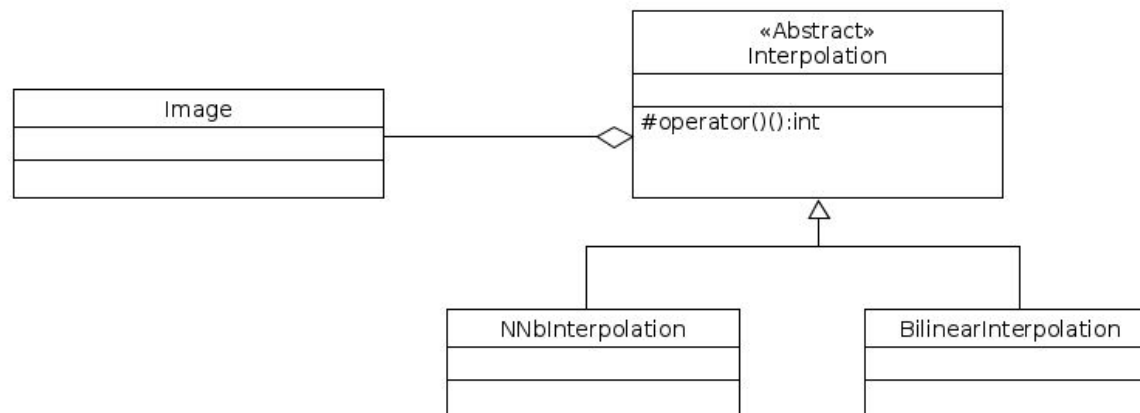 «Abstract»
Interpolation
Image
#operator()():int
NNbInterpolation
BilinearInterpolation